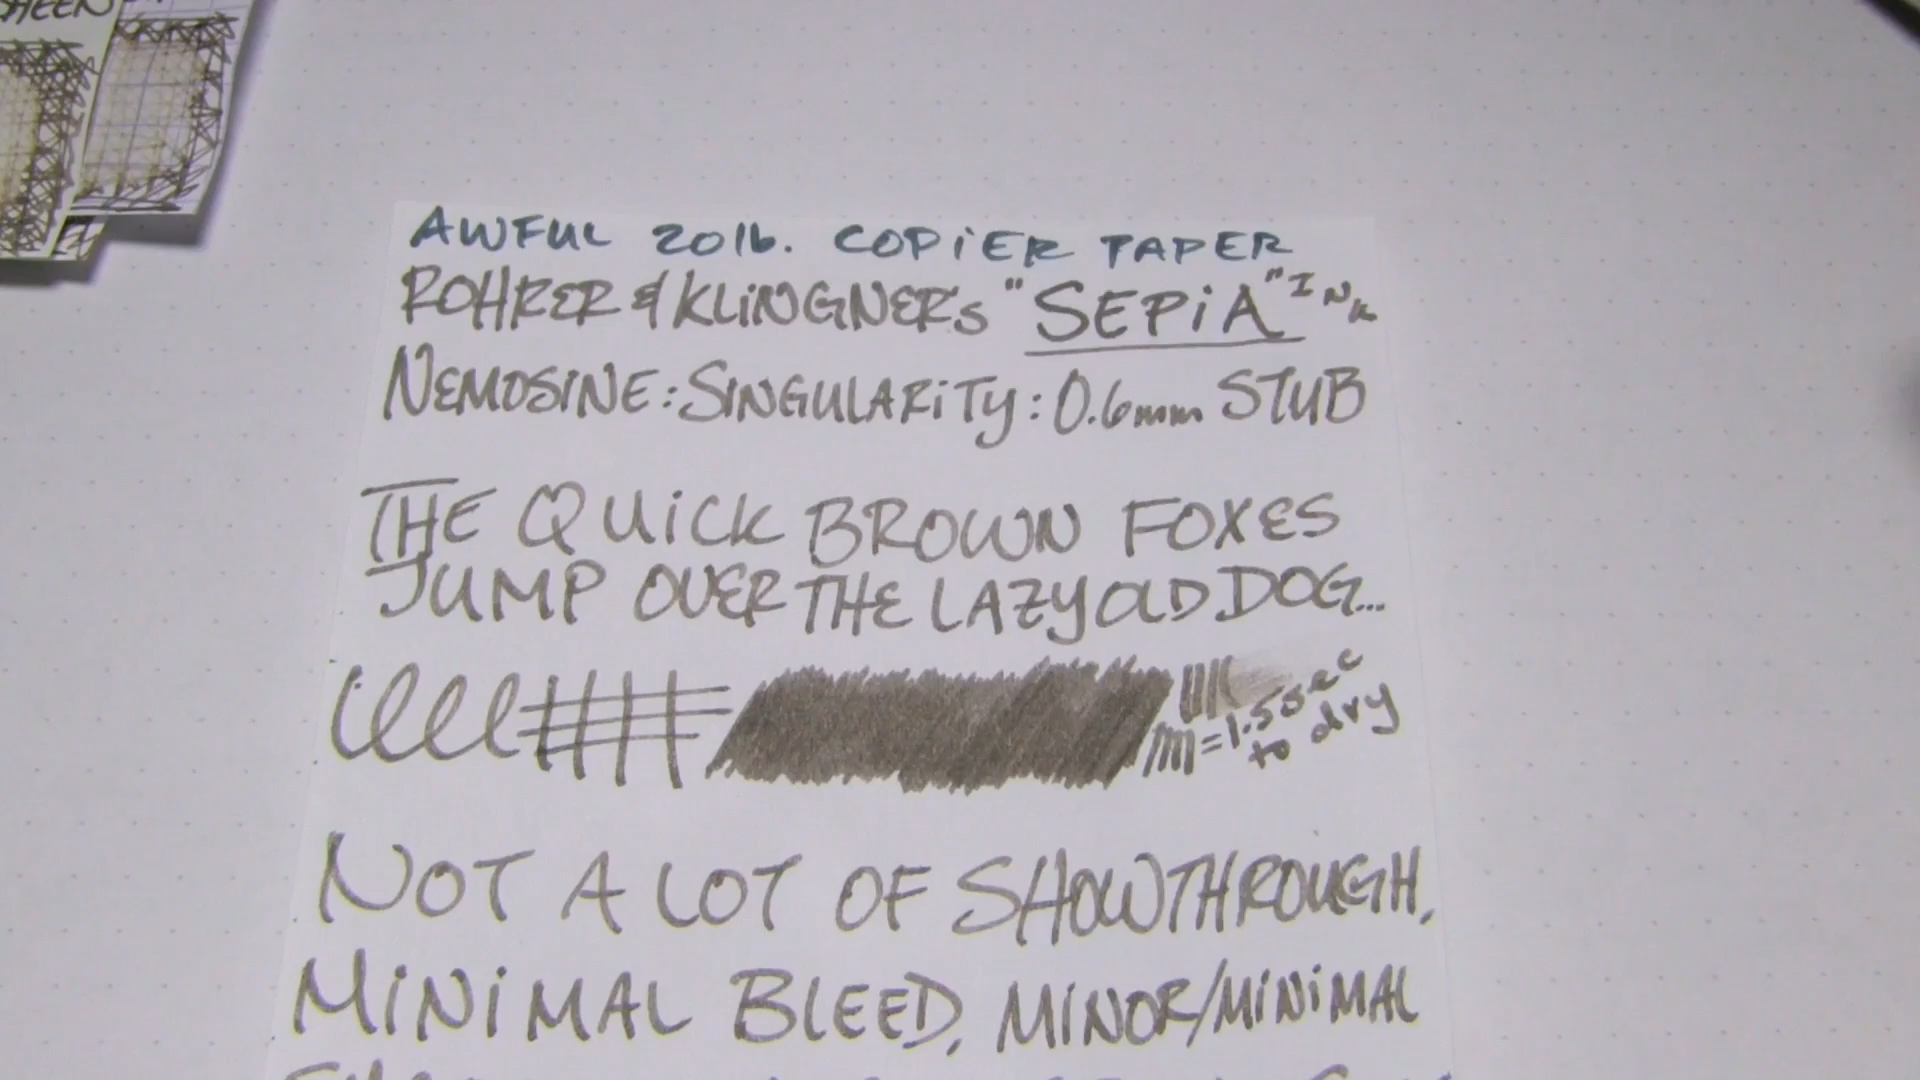 AWFUL 20lb. COPIER PAPER
ROHRER & KLINGNER's "SEPIA" INK
NEMOSINE: SINGULARITY: 0.6mm STUB
THE QUICK BROWN FOXES
JUMP OVER THE LAZY OLD DOG...
= 1.5 sec
to dry
NOT A LOT OF SHOWTHROUGH,
MINIMAL BLEED, MINOR/MINIMAL